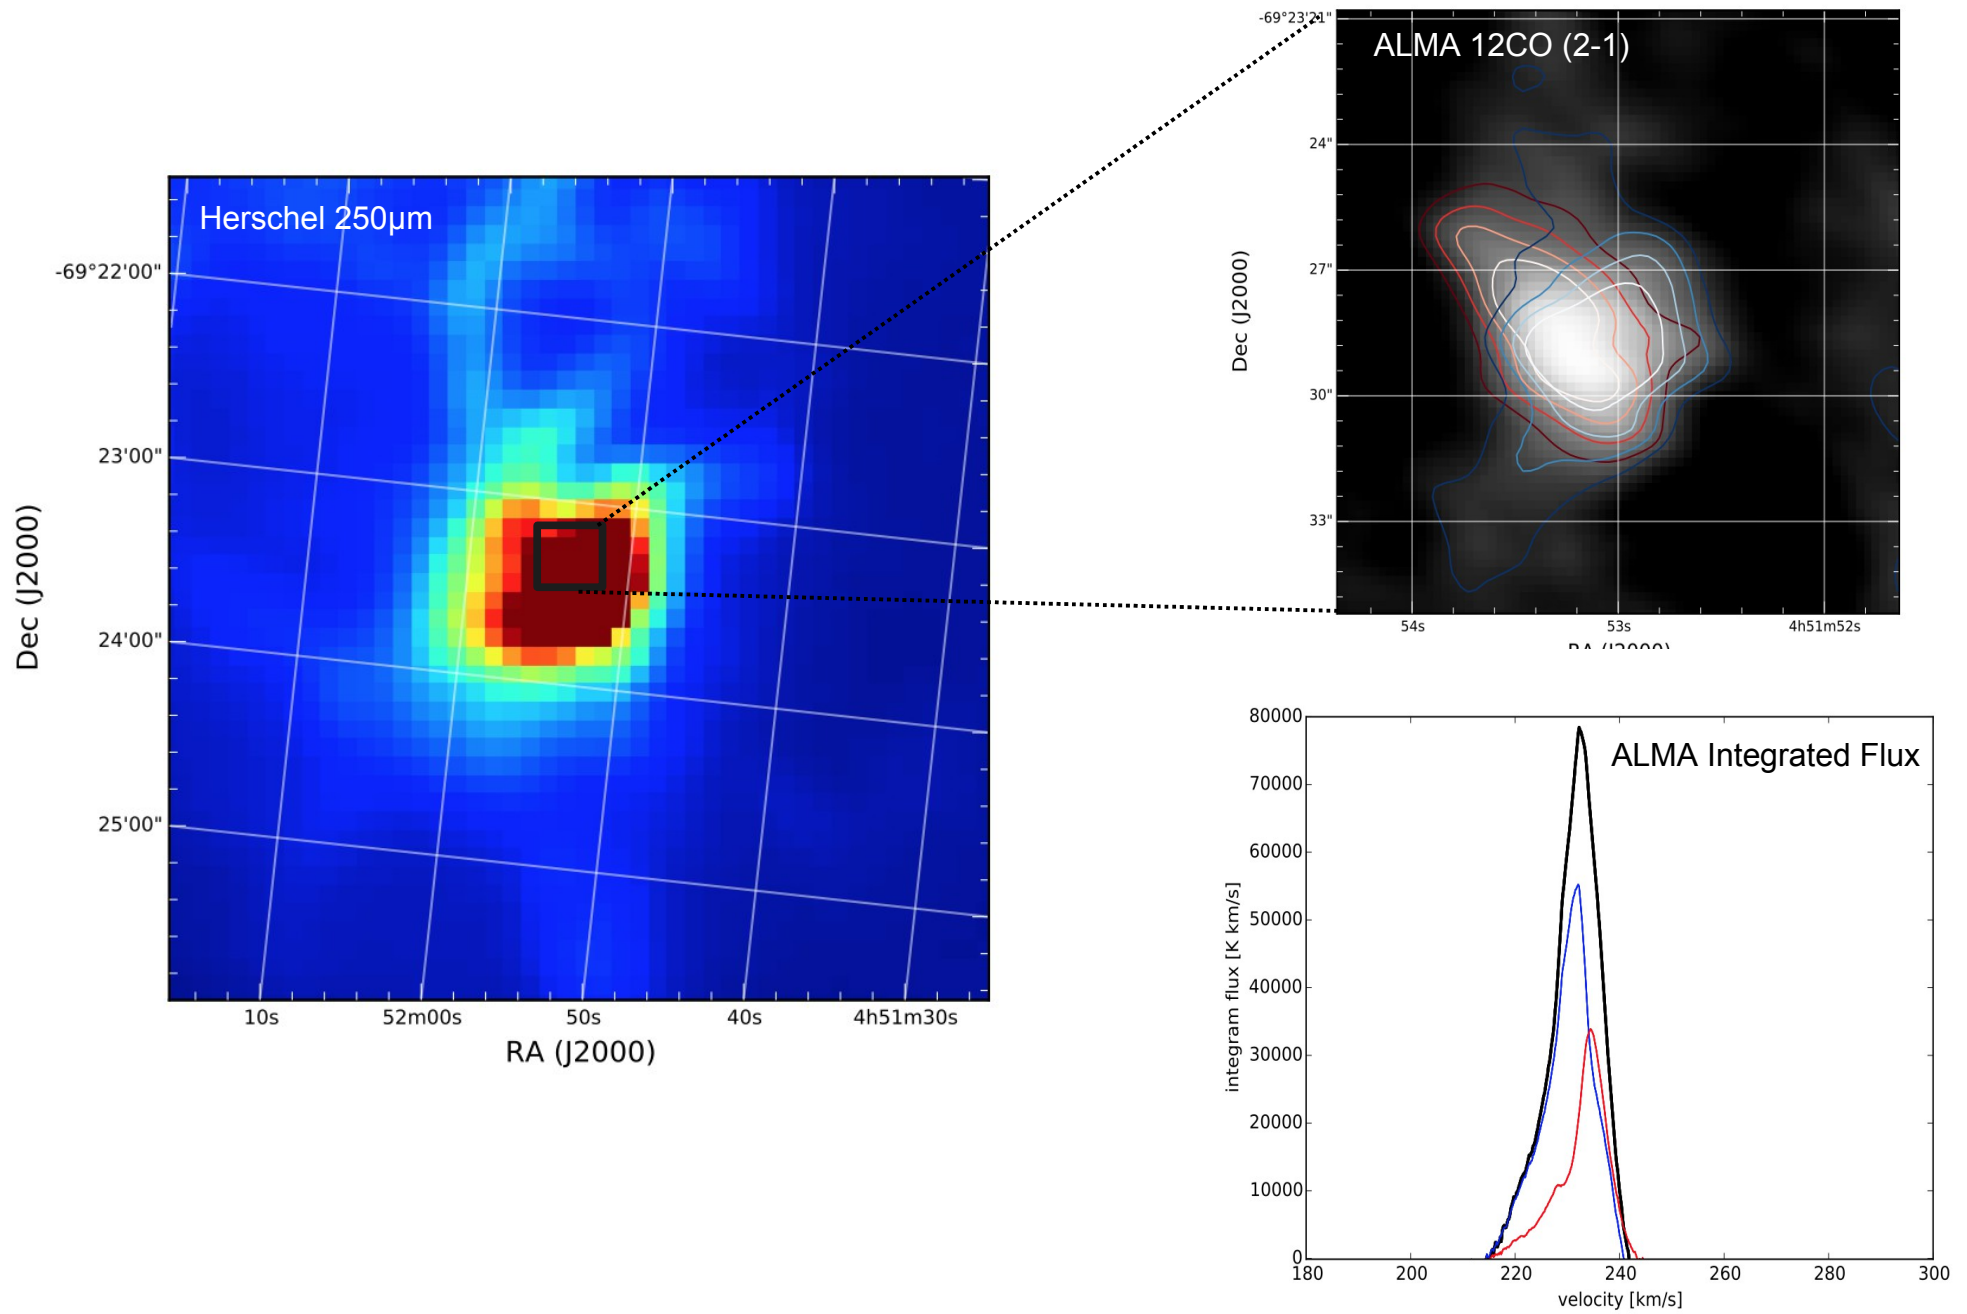 Herschel 250μm
-69°22'00"
23'00"
24'00"
25'00"
Dec (J2000)
10s 52m00s 50s 40s 4h51m30s
RA (J2000)
ALMA 12CO (2-1)
-69°23'21"
24"
27"
30"
33"
Dec (J2000)
54s 53s 4h51m52s
RA (J2000)
ALMA Integrated Flux
80000
70000
60000
50000
40000
30000
20000
10000
0
integram flux [K km/s]
180 200 220 240 260 280 300
velocity [km/s]